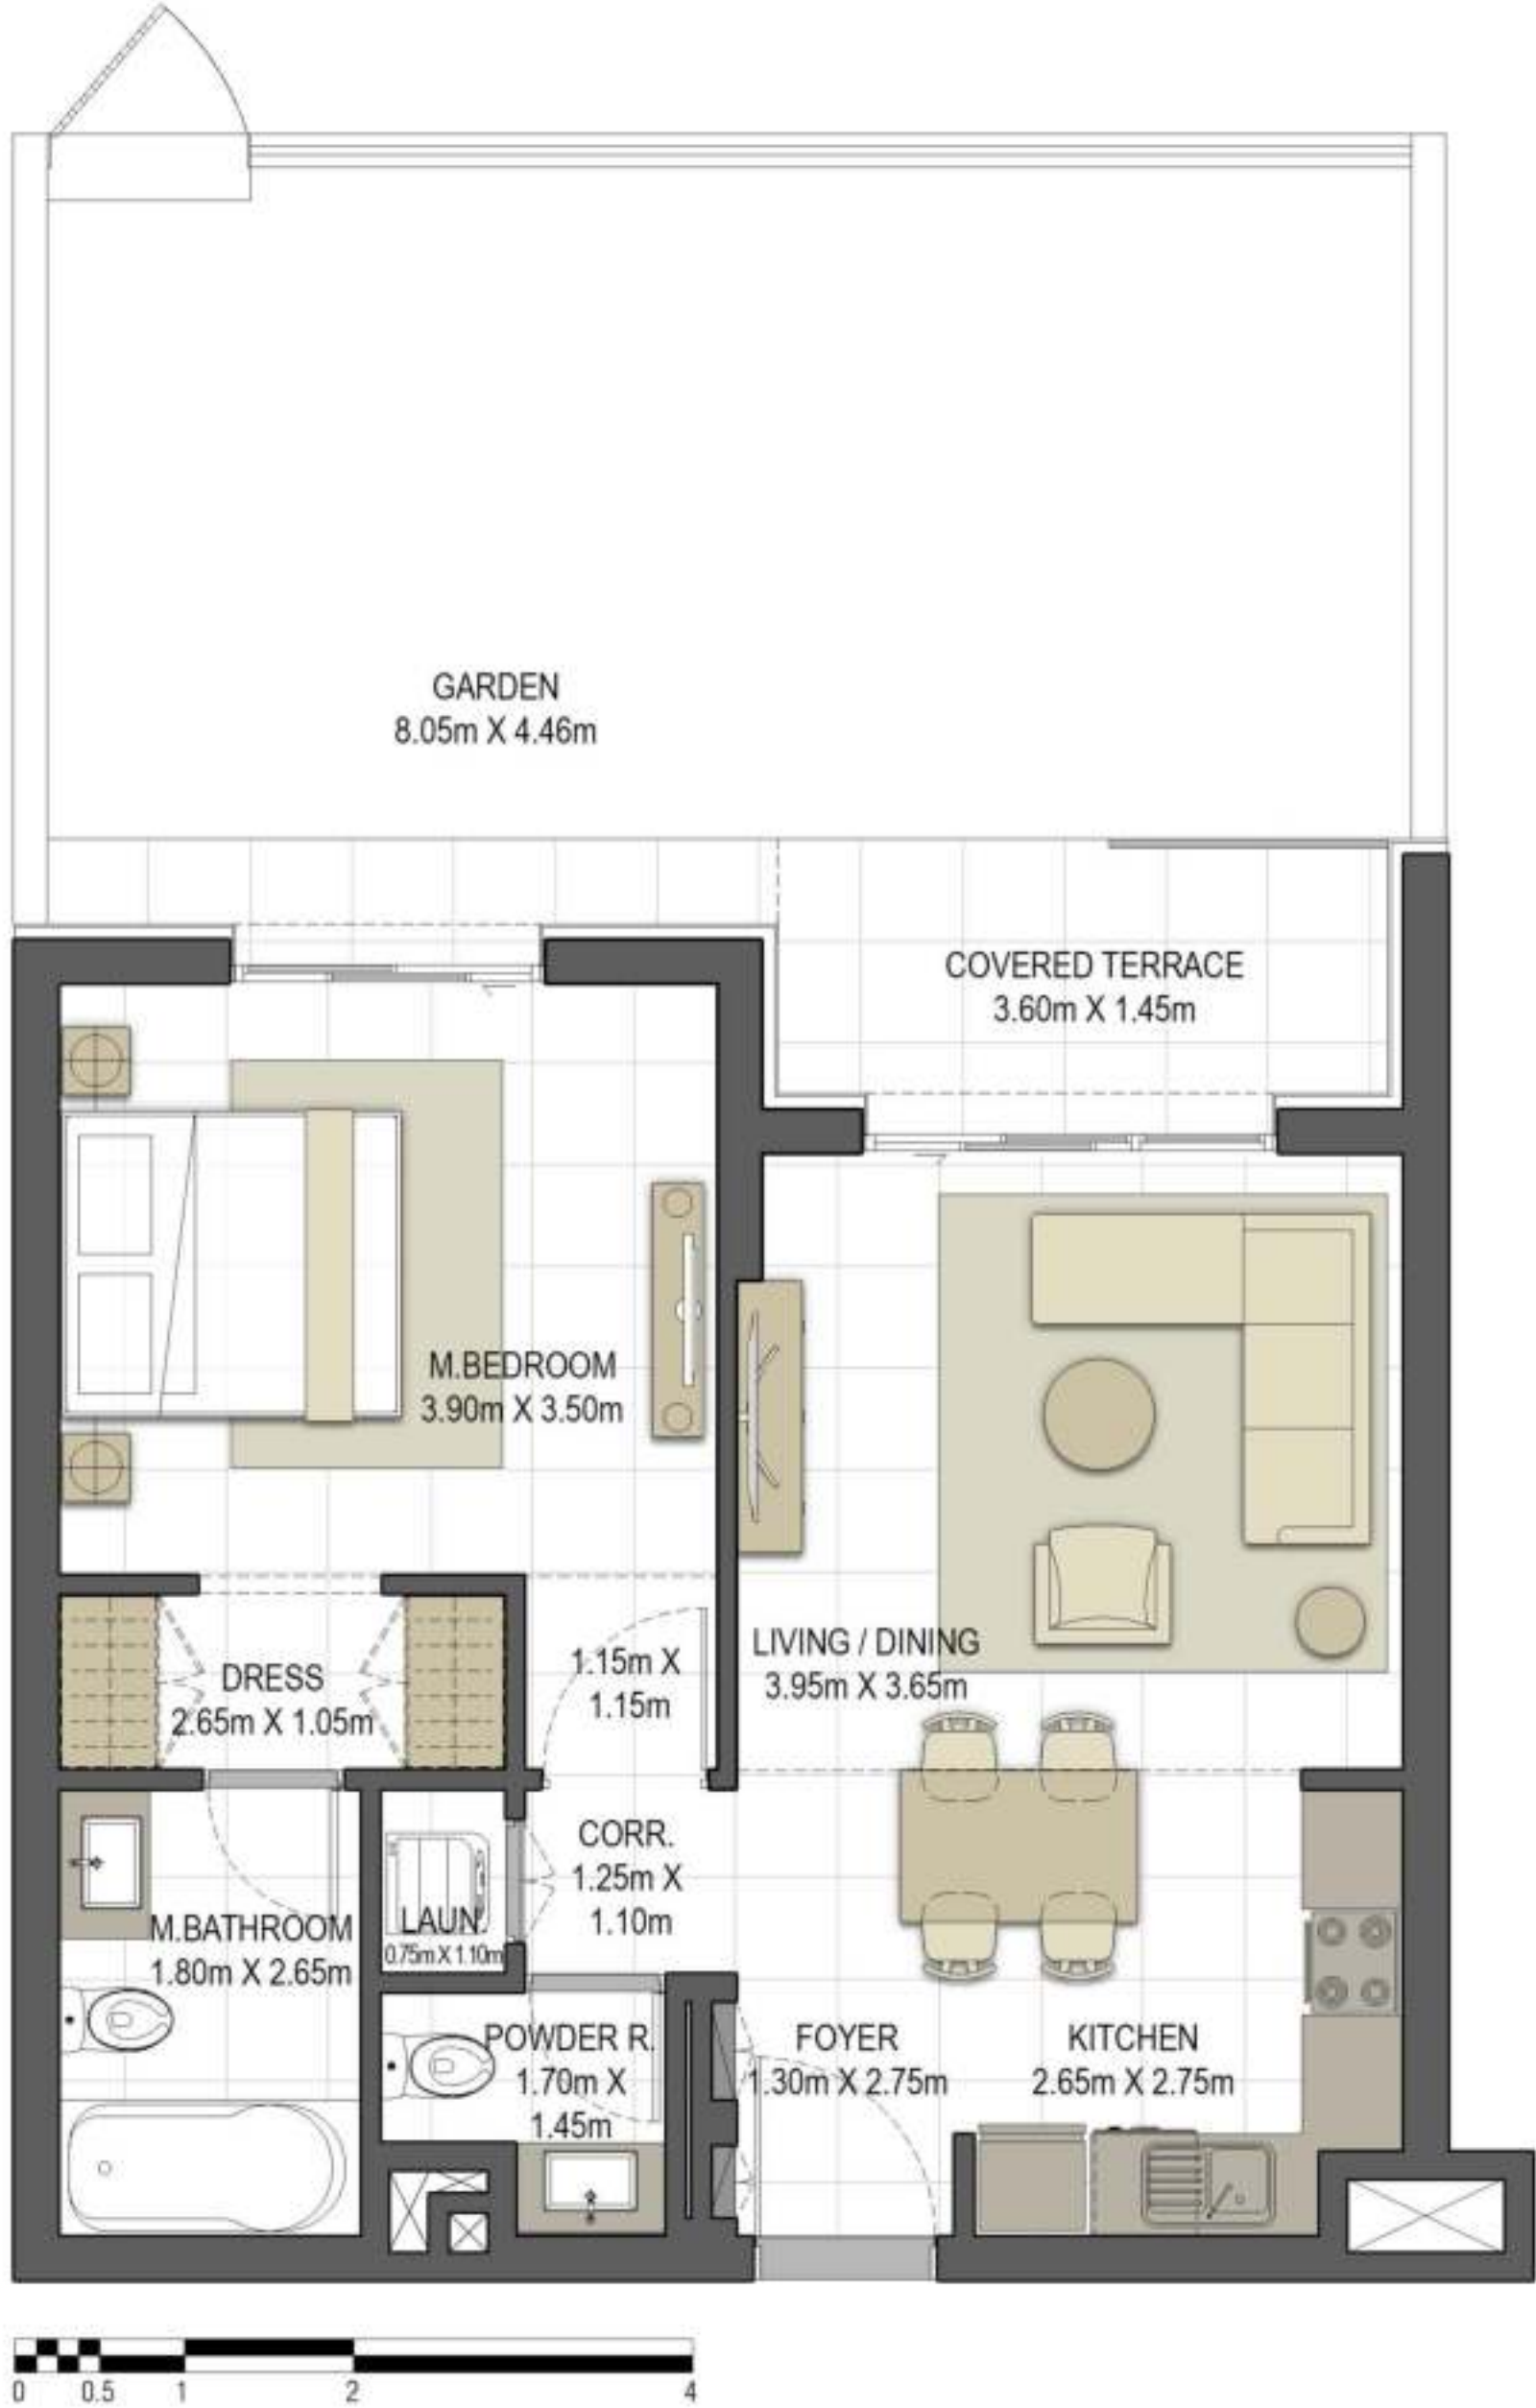 GARDEN
8.05m X 4.46m
COVERED TERRACE
3.60m X 1.45m
M.BEDROOM
3.90m X 3.50m
LIVING / DINING
3.95m X 3.65m
1.15m X
1.15m
DRESS
2.65m X 1.05m
CORR.
1.25m X
1.10m
LAUN.
0.75m X 1.10m
M.BATHROOM
1.80m X 2.65m
POWDER R.
1.70m X
1.45m
FOYER
1.30m X 2.75m
KITCHEN
2.65m X 2.75m
0 0.5 1 2 4